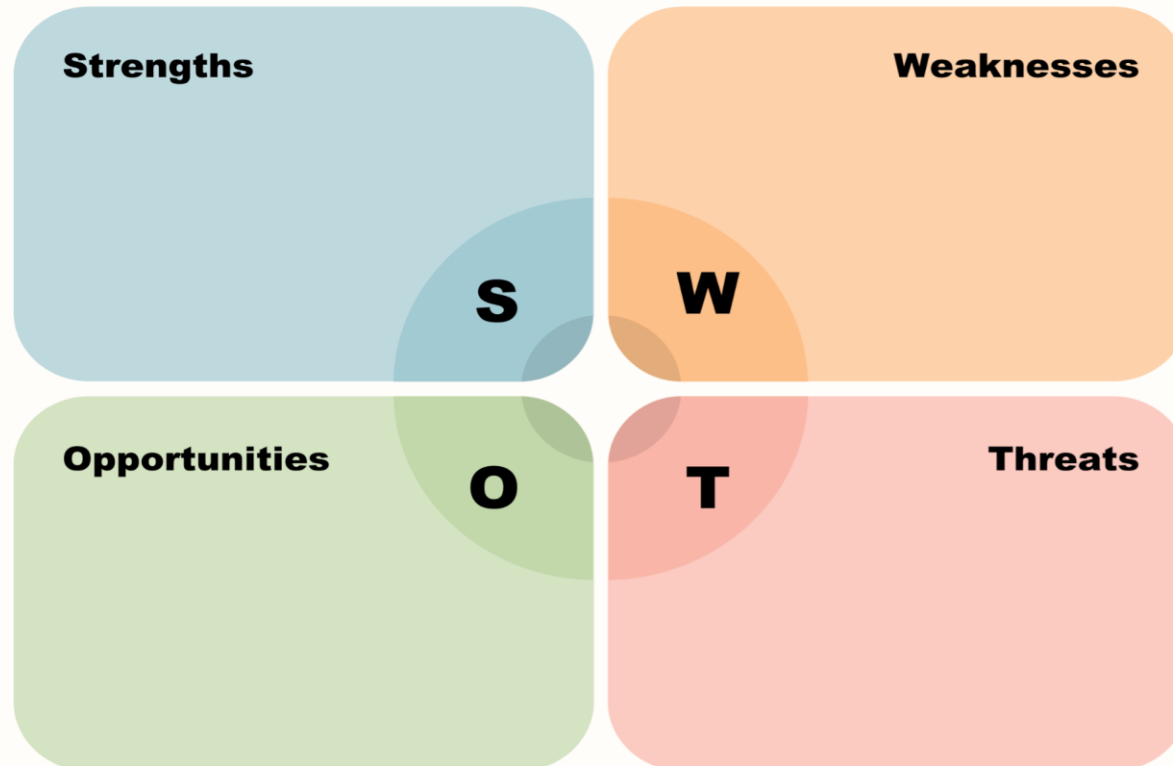 Strengths
Weaknesses
S
W
Opportunities
Threats
O
T